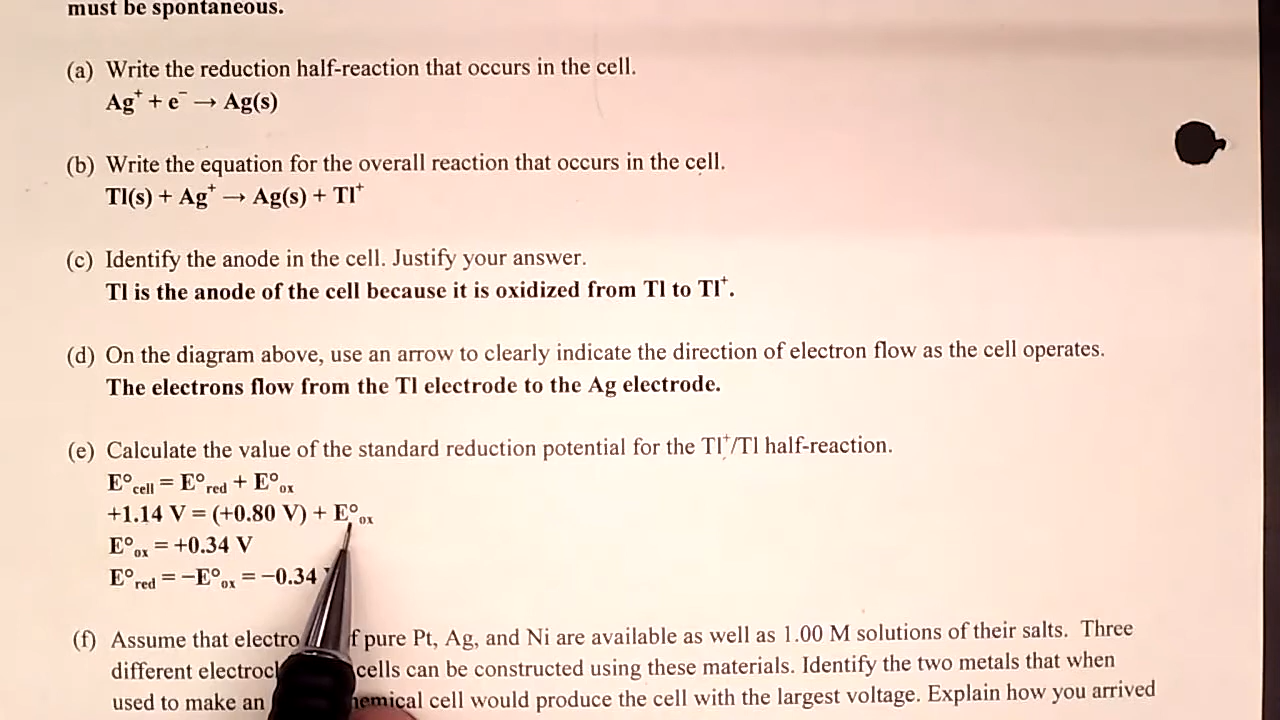 must be spontaneous.
(a) Write the reduction half-reaction that occurs in the cell.
Ag⁺ + e⁻ → Ag(s)
(b) Write the equation for the overall reaction that occurs in the cell.
Tl(s) + Ag⁺ → Ag(s) + Tl⁺
(c) Identify the anode in the cell. Justify your answer.
Tl is the anode of the cell because it is oxidized from Tl to Tl⁺.
(d) On the diagram above, use an arrow to clearly indicate the direction of electron flow as the cell operates.
The electrons flow from the Tl electrode to the Ag electrode.
(e) Calculate the value of the standard reduction potential for the Tl⁺/Tl half-reaction.
E°cell = E°red + E°ox
+1.14 V = (+0.80 V) + E°ox
E°ox = +0.34 V
E°red = −E°ox = −0.34
(f) Assume that pure Pt, Ag, and Ni are available as well as 1.00 M solutions of their salts. Three
different cells can be constructed using these materials. Identify the two metals that when
used to make an cell would produce the cell with the largest voltage. Explain how you arrived